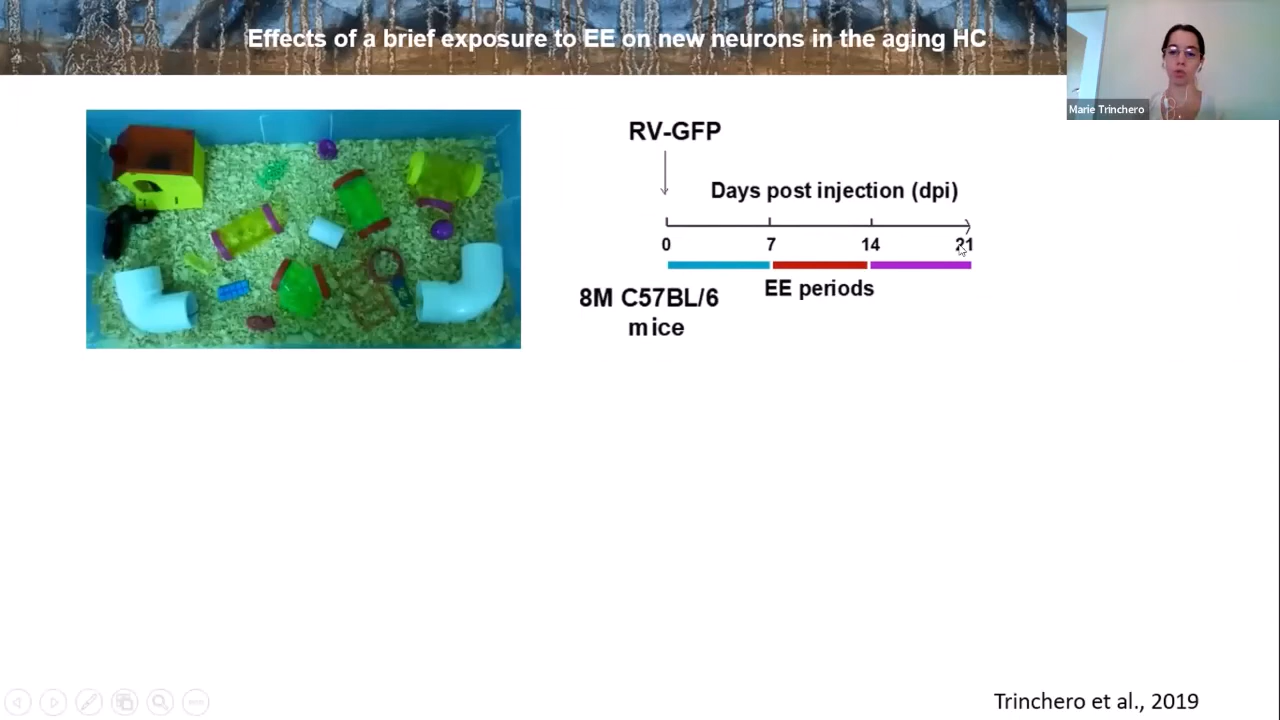 Effects of a brief exposure to EE on new neurons in the aging HC
Marie Trinchero
RV-GFP
Days post injection (dpi)
0 7 14 21
EE periods
8M C57BL/6
mice
Trinchero et al., 2019